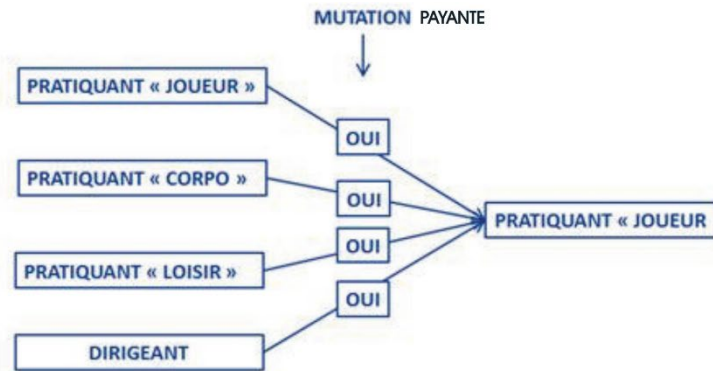 MUTATION PAYANTE
PRATIQUANT « JOUEUR »
OUI
PRATIQUANT « CORPO »
OUI
PRATIQUANT « JOUEUR
OUI
PRATIQUANT « LOISIR »
OUI
DIRIGEANT